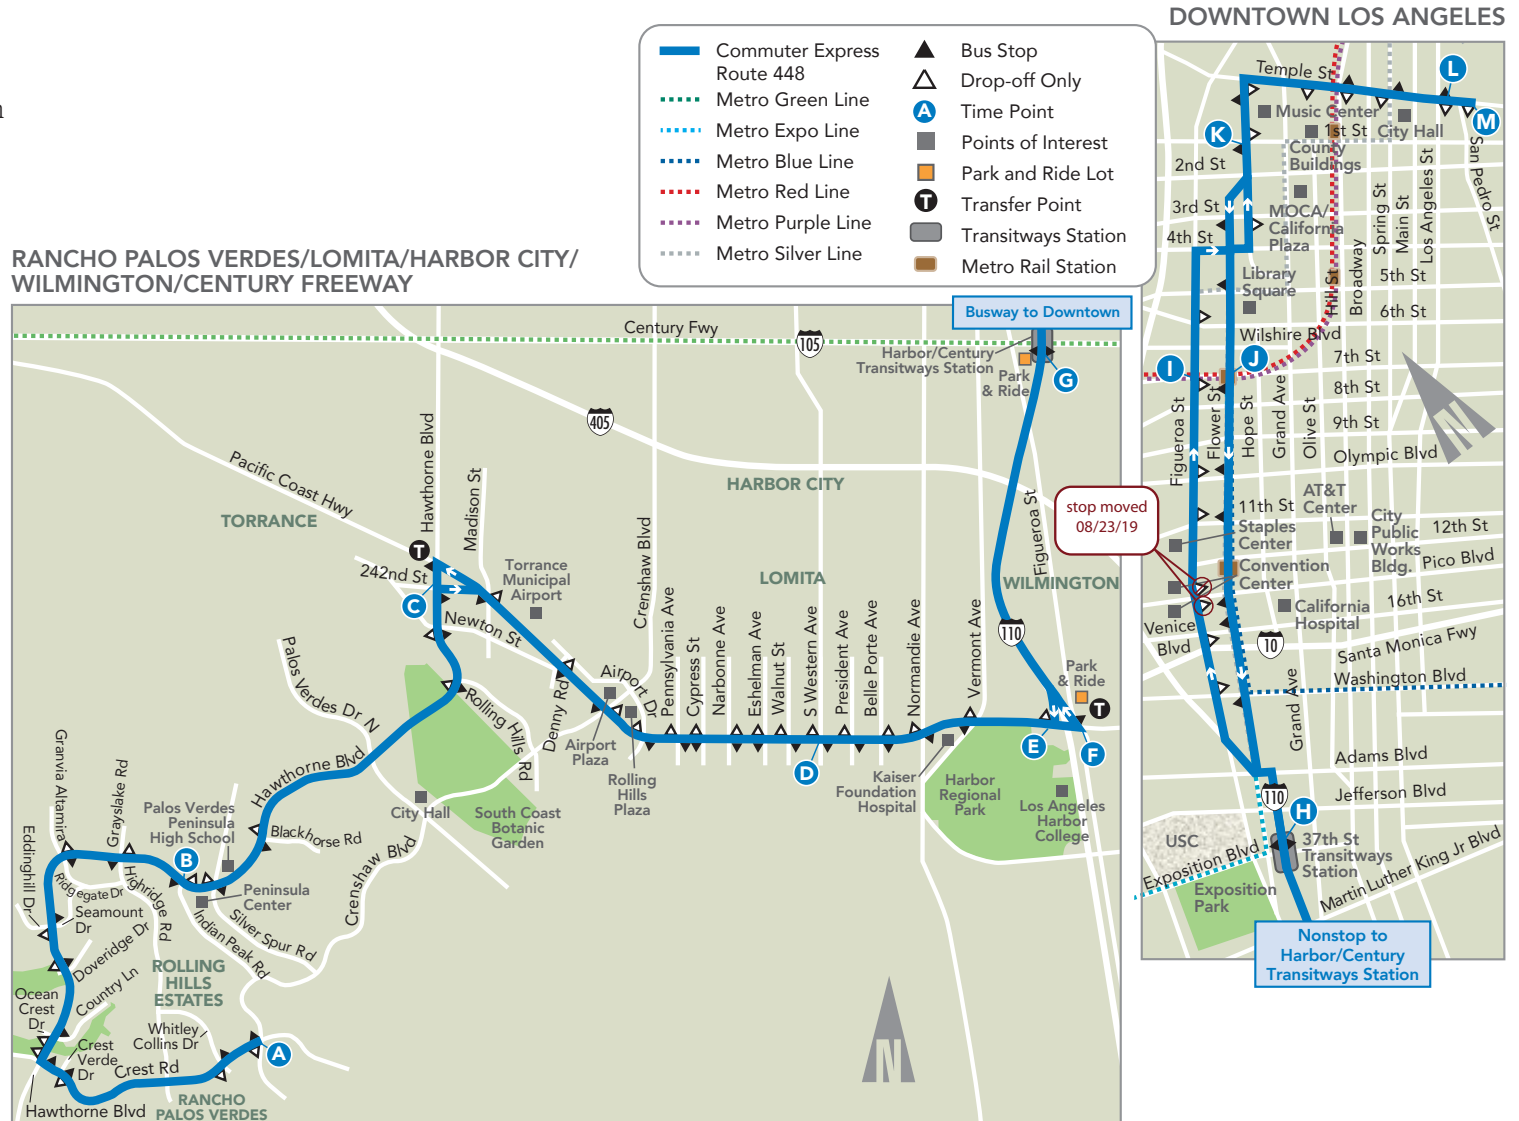 DOWNTOWN LOS ANGELES
Commuter Express
Route 448
Metro Green Line
Metro Expo Line
Metro Blue Line
Metro Red Line
Metro Purple Line
Metro Silver Line
Bus Stop
Drop-off Only
A
Time Point
Points of Interest
Park and Ride Lot
T
Transfer Point
Transitways Station
Metro Rail Station
n
RANCHO PALOS VERDES/LOMITA/HARBOR CITY/
WILMINGTON/CENTURY FREEWAY
Busway to Downtown
Century Fwy
105
Harbor/Century
Transitways Station
Park
& Ride
G
405
Hawthorne Blvd
Pacific Coast Hwy
TORRANCE
Madison St
HARBOR CITY
Figueroa St
stop moved
08/23/19
T
242nd St
C
Newton St
Torrance
Municipal
Airport
Crenshaw Blvd
LOMITA
WILMINGTON
110
Pennsylvania Ave
Cypress St
Narbonne Ave
Eshelman Ave
Walnut St
S Western Ave
President Ave
Belle Porte Ave
Normandie Ave
Vermont Ave
Park
& Ride
T
E
F
D
Palos Verdes Dr N
Rolling Hills Rd
Denny Rd
Airport Dr
Airport
Plaza
Rolling
Hills
Plaza
Kaiser
Foundation
Hospital
Harbor
Regional
Park
Los Angeles
Harbor
College
Hawthorne Blvd
City Hall
South Coast
Botanic
Garden
Granvia Altamira
Grayslake Rd
Palos Verdes
Peninsula
High School
B
Blackhorse Rd
Eddinghill Dr
Ridgegate Dr
Highridge Rd
Peninsula
Center
Crenshaw Blvd
Seamount
Dr
Doveridge Dr
Indian Peak Rd
Silver Spur Rd
Country Ln
ROLLING
HILLS
ESTATES
Ocean
Crest
Dr
Whitley
Collins Dr
A
Crest
Verde
Dr
Crest Rd
Hawthorne Blvd
RANCHO
PALOS VERDES
N
Temple St
L
M
Music Center
1st St
City Hall
K
County
Buildings
2nd St
San Pedro St
3rd St
MOCA/
California
Plaza
4th St
Spring St
Main St
Los Angeles St
Library
Square
Hill St
Broadway
5th St
6th St
Wilshire Blvd
I
J
7th St
8th St
Figueroa St
Flower St
Hope St
Grand Ave
Olive St
9th St
Olympic Blvd
N
11th St
AT&T
Center
City
Public
Works
Bldg.
12th St
Staples
Center
Convention
Center
Pico Blvd
California
Hospital
16th St
Venice
Blvd
10
Santa Monica Fwy
Washington Blvd
Grand Ave
Adams Blvd
110
Jefferson Blvd
H
USC
37th St
Transitways
Station
Exposition Blvd
Exposition
Park
Martin Luther King Jr Blvd
Nonstop to
Harbor/Century
Transitways Station